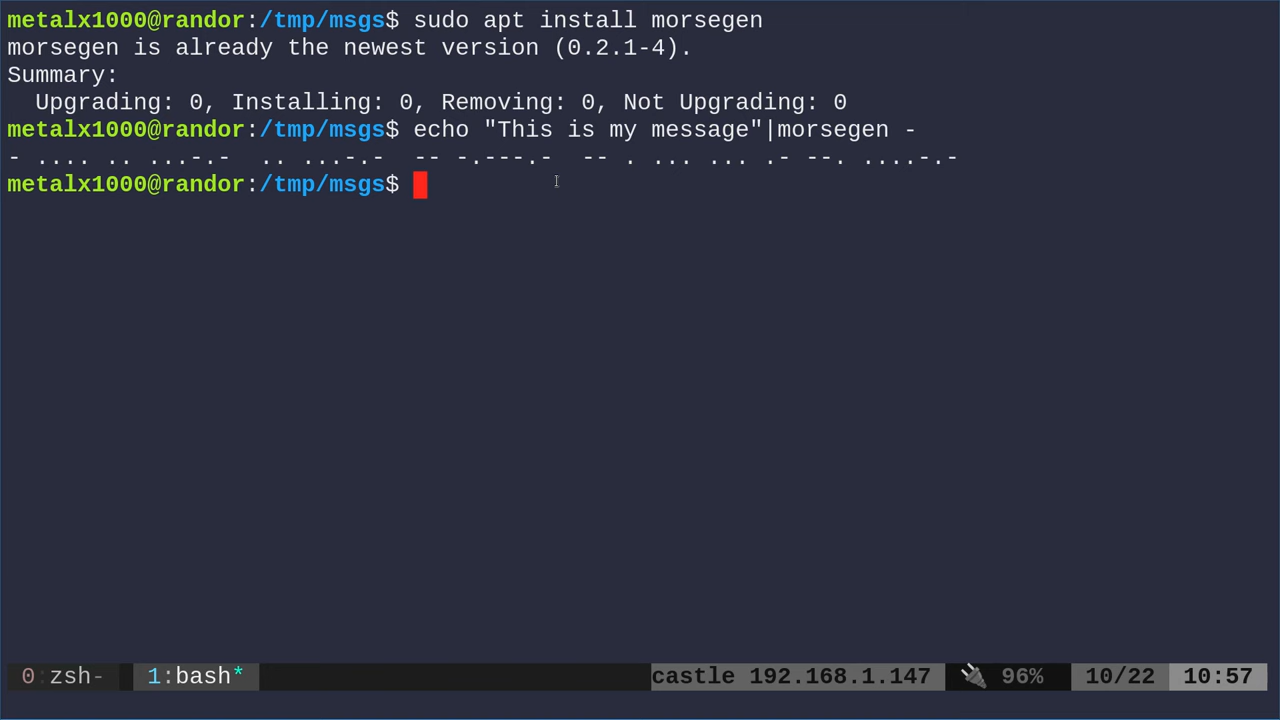 metalx1000@randor:/tmp/msgs$ sudo apt install morsegen
morsegen is already the newest version (0.2.1-4).
Summary:
  Upgrading: 0, Installing: 0, Removing: 0, Not Upgrading: 0
metalx1000@randor:/tmp/msgs$ echo "This is my message"|morsegen -
- .... .. ...-.-  .. ...-.-  -- -.---.-  -- . ... ... .- --. ....-.-
metalx1000@randor:/tmp/msgs$
0:zsh- 1:bash* castle 192.168.1.147 🔌 96% 10/22 10:57